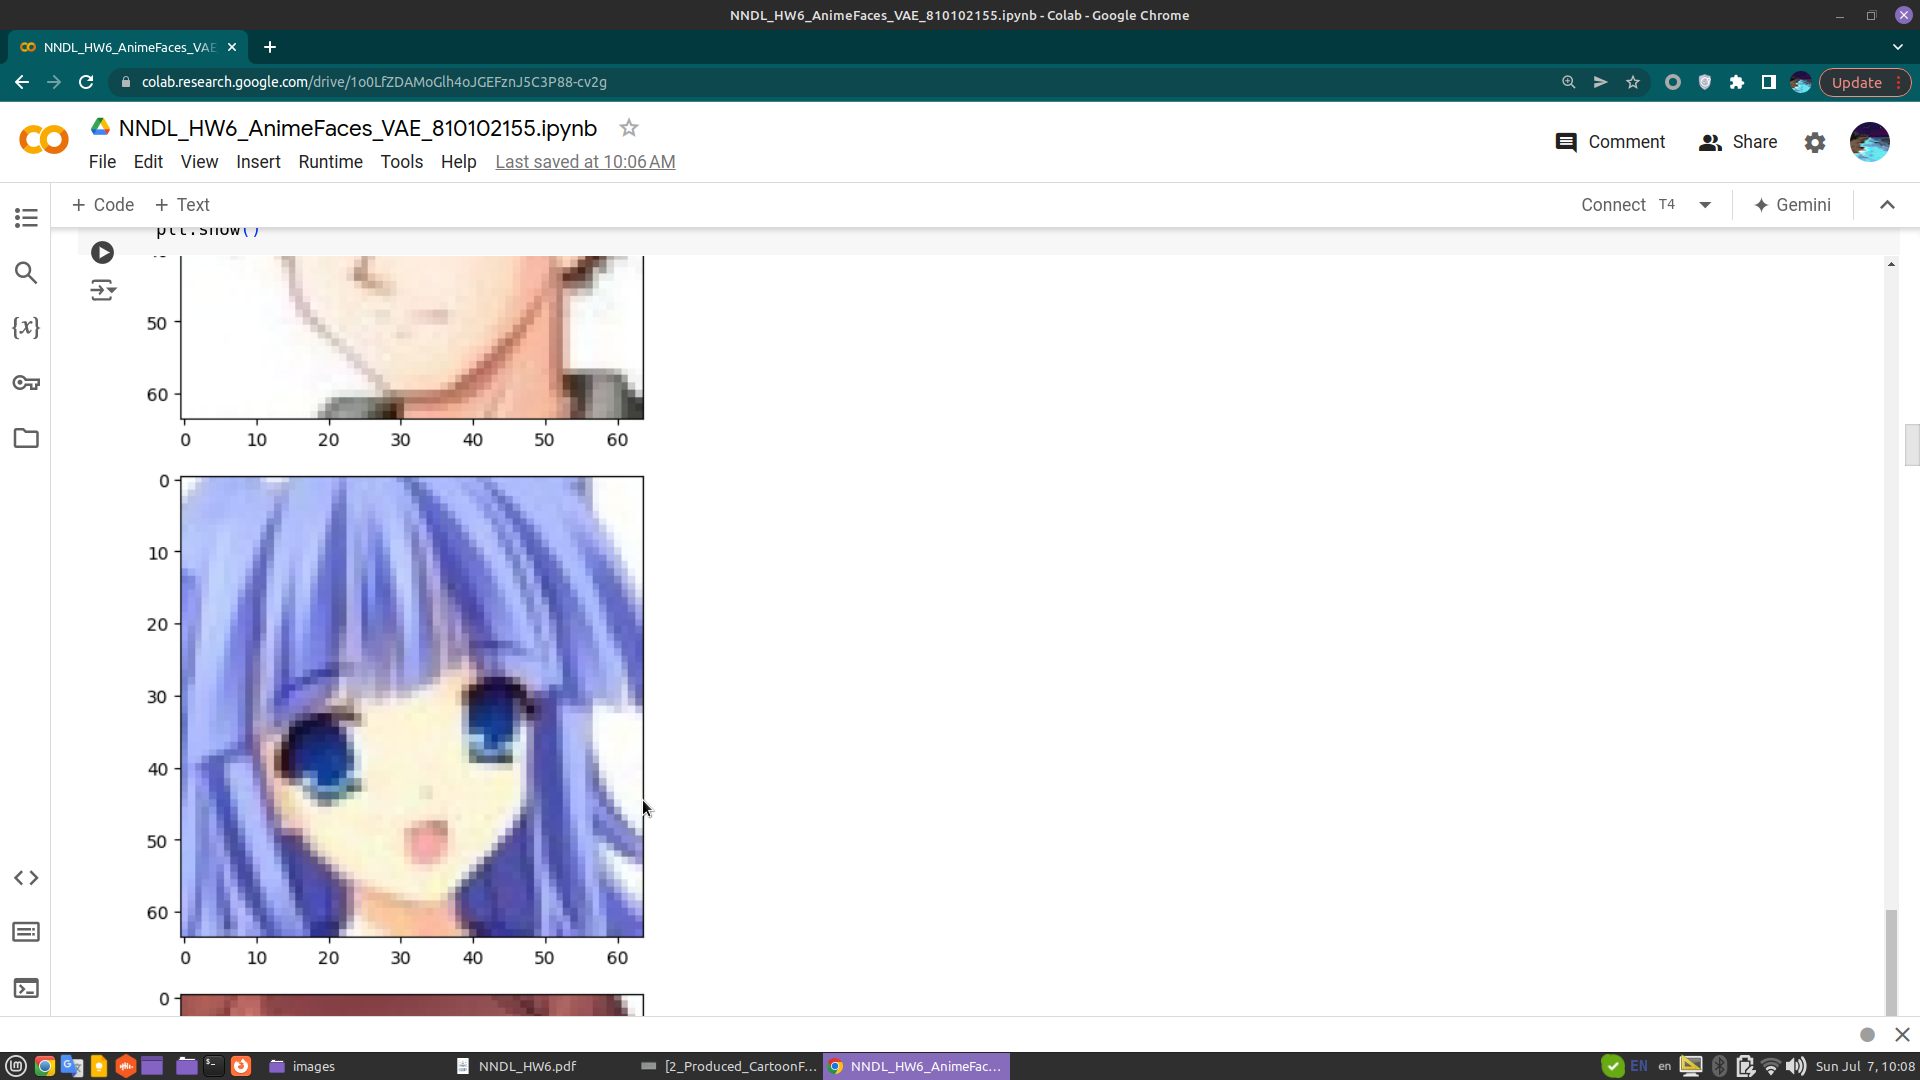 NNDL_HW6_AnimeFaces_VAE_810102155.ipynb - Colab - Google Chrome
NNDL_HW6_AnimeFaces_VAE
colab.research.google.com/drive/1o0LfZDAMoGlh4oJGEFznJ5C3P88-cv2g
Update
NNDL_HW6_AnimeFaces_VAE_810102155.ipynb
Comment
Share
File Edit View Insert Runtime Tools Help Last saved at 10:06 AM
+ Code + Text
Connect T4
Gemini
plt.show()
{x}
50
60
0 10 20 30 40 50 60
0
10
20
30
40
50
60
0 10 20 30 40 50 60
0
images
NNDL_HW6.pdf
[2_Produced_CartoonF...
NNDL_HW6_AnimeFac...
EN
en
Sun Jul 7, 10:08